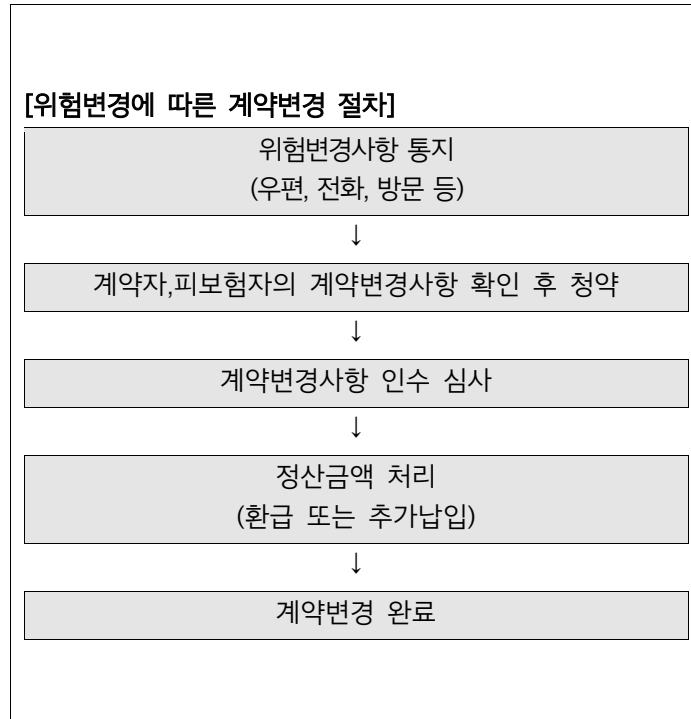 [위험변경에 따른 계약변경 절차]
위험변경사항 통지
(우편, 전화, 방문 등)
↓
계약자,피보험자의 계약변경사항 확인 후 청약
↓
계약변경사항 인수 심사
↓
정산금액 처리
(환급 또는 추가납입)
↓
계약변경 완료